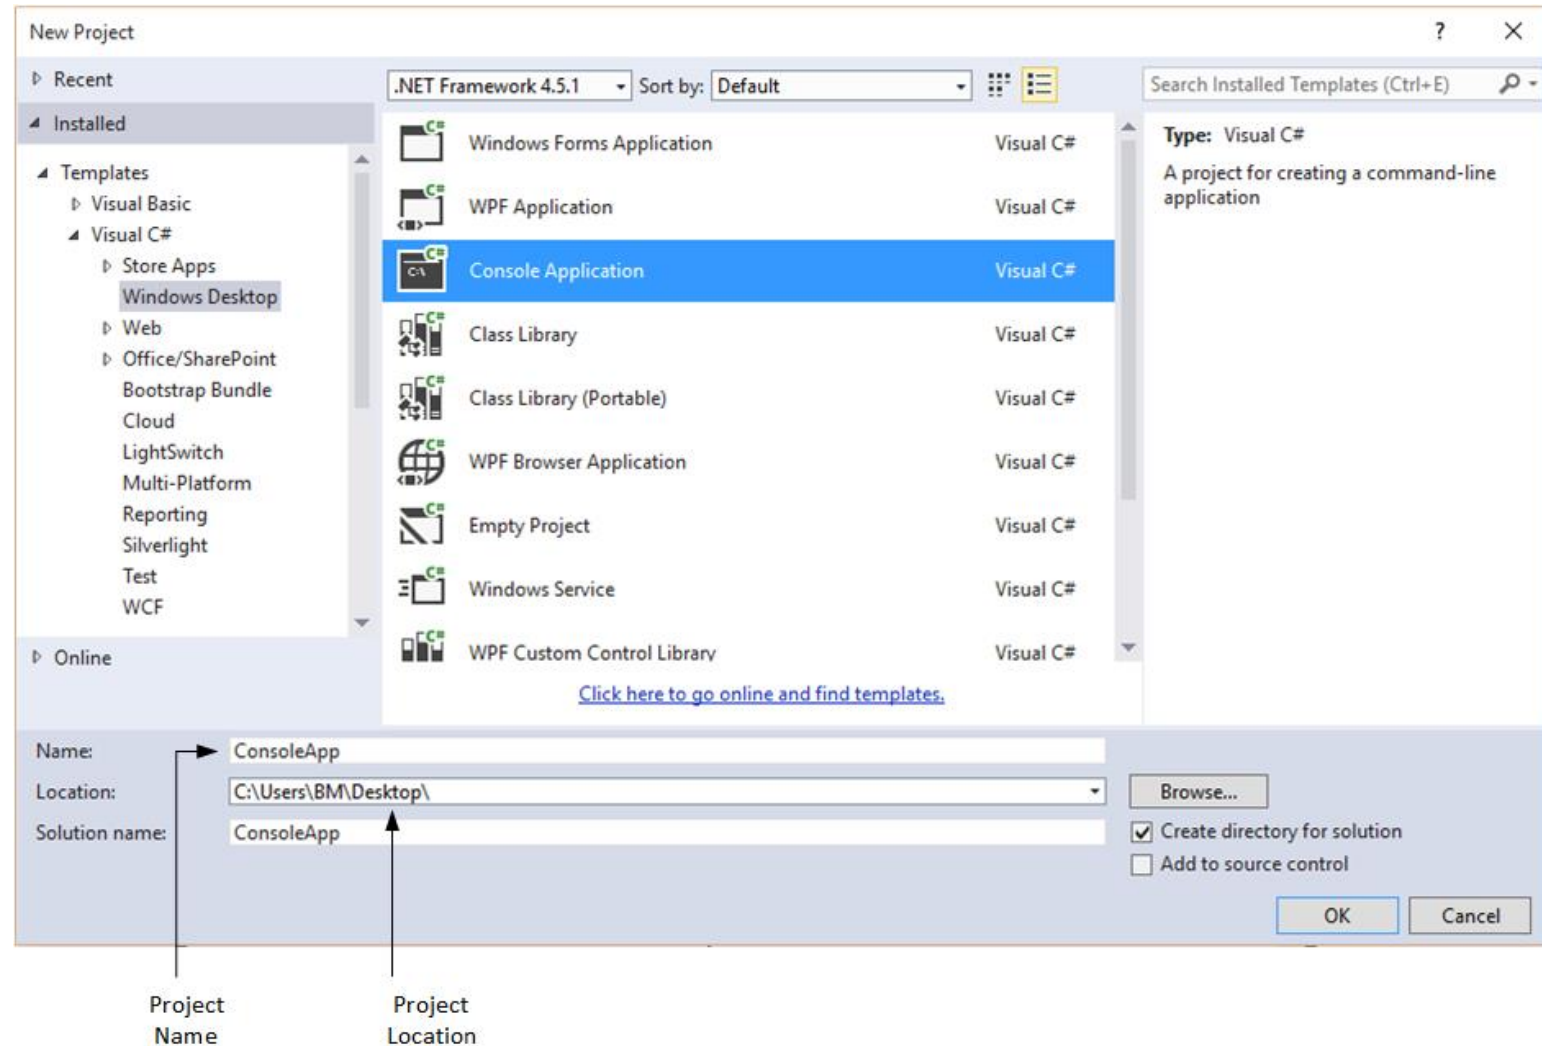 New Project
?
Recent
.NET Framework 4.5.1
Sort by:
Default
Search Installed Templates (Ctrl+E)
Installed
Templates
Visual Basic
Visual C#
Store Apps
Windows Desktop
Web
Office/SharePoint
Bootstrap Bundle
Cloud
LightSwitch
Multi-Platform
Reporting
Silverlight
Test
WCF
Online
C# Windows Forms Application Visual C#
C# WPF Application Visual C#
C# C:\ Console Application Visual C#
C# Class Library Visual C#
C# Class Library (Portable) Visual C#
C# WPF Browser Application Visual C#
C# Empty Project Visual C#
C# Windows Service Visual C#
C# WPF Custom Control Library Visual C#
Click here to go online and find templates.
Type: Visual C#
A project for creating a command-line
application
Name: ConsoleApp
Location: C:\Users\BM\Desktop\ Browse...
Solution name: ConsoleApp
Create directory for solution
Add to source control
OK Cancel
Project
Name
Project
Location